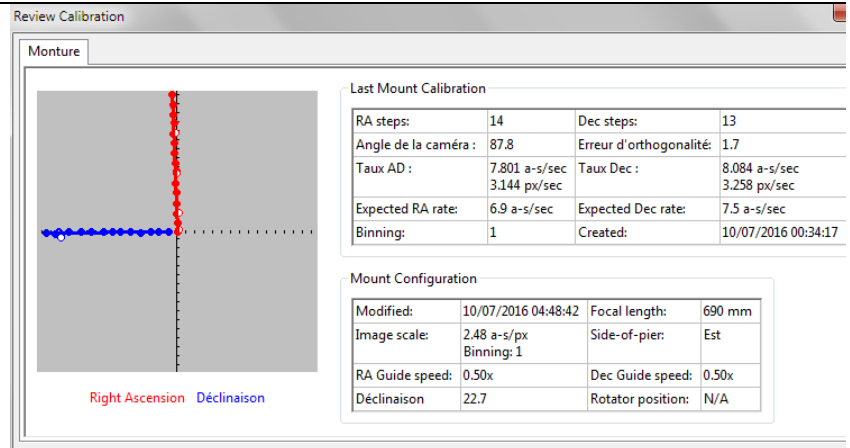 Review Calibration
Monture
Last Mount Calibration
RA steps: 14 Dec steps: 13
Angle de la caméra : 87.8 Erreur d'orthogonalité: 1.7
Taux AD : 7.801 a-s/sec Taux Dec : 8.084 a-s/sec
3.144 px/sec 3.258 px/sec
Expected RA rate: 6.9 a-s/sec Expected Dec rate: 7.5 a-s/sec
Binning: 1 Created: 10/07/2016 00:34:17
Mount Configuration
Modified: 10/07/2016 04:48:42 Focal length: 690 mm
Image scale: 2.48 a-s/px Side-of-pier: Est
Binning: 1
RA Guide speed: 0.50x Dec Guide speed: 0.50x
Déclinaison 22.7 Rotator position: N/A
Right Ascension Déclinaison